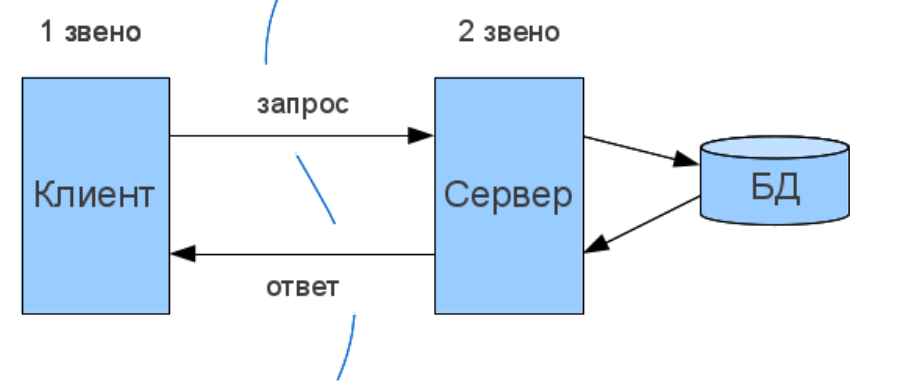 1 звено
2 звено
запрос
Клиент
Сервер
БД
ответ